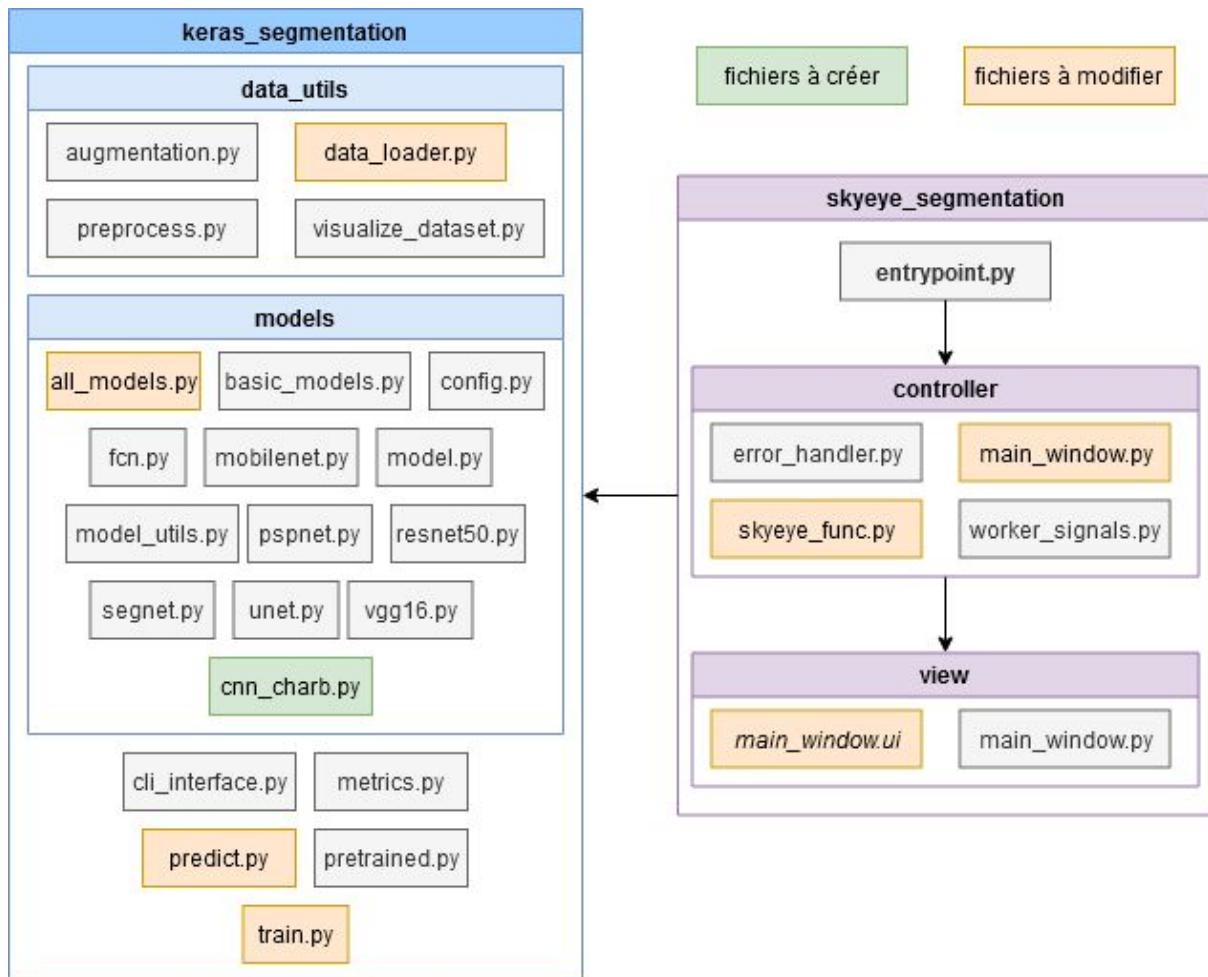 keras_segmentation
data_utils
augmentation.py
data_loader.py
preprocess.py
visualize_dataset.py
models
all_models.py
basic_models.py
config.py
fcn.py
mobilenet.py
model.py
model_utils.py
pspnet.py
resnet50.py
segnet.py
unet.py
vgg16.py
cnn_charb.py
cli_interface.py
metrics.py
predict.py
pretrained.py
train.py
fichiers à créer
fichiers à modifier
skyeye_segmentation
entrypoint.py
controller
error_handler.py
main_window.py
skyeye_func.py
worker_signals.py
view
main_window.ui
main_window.py